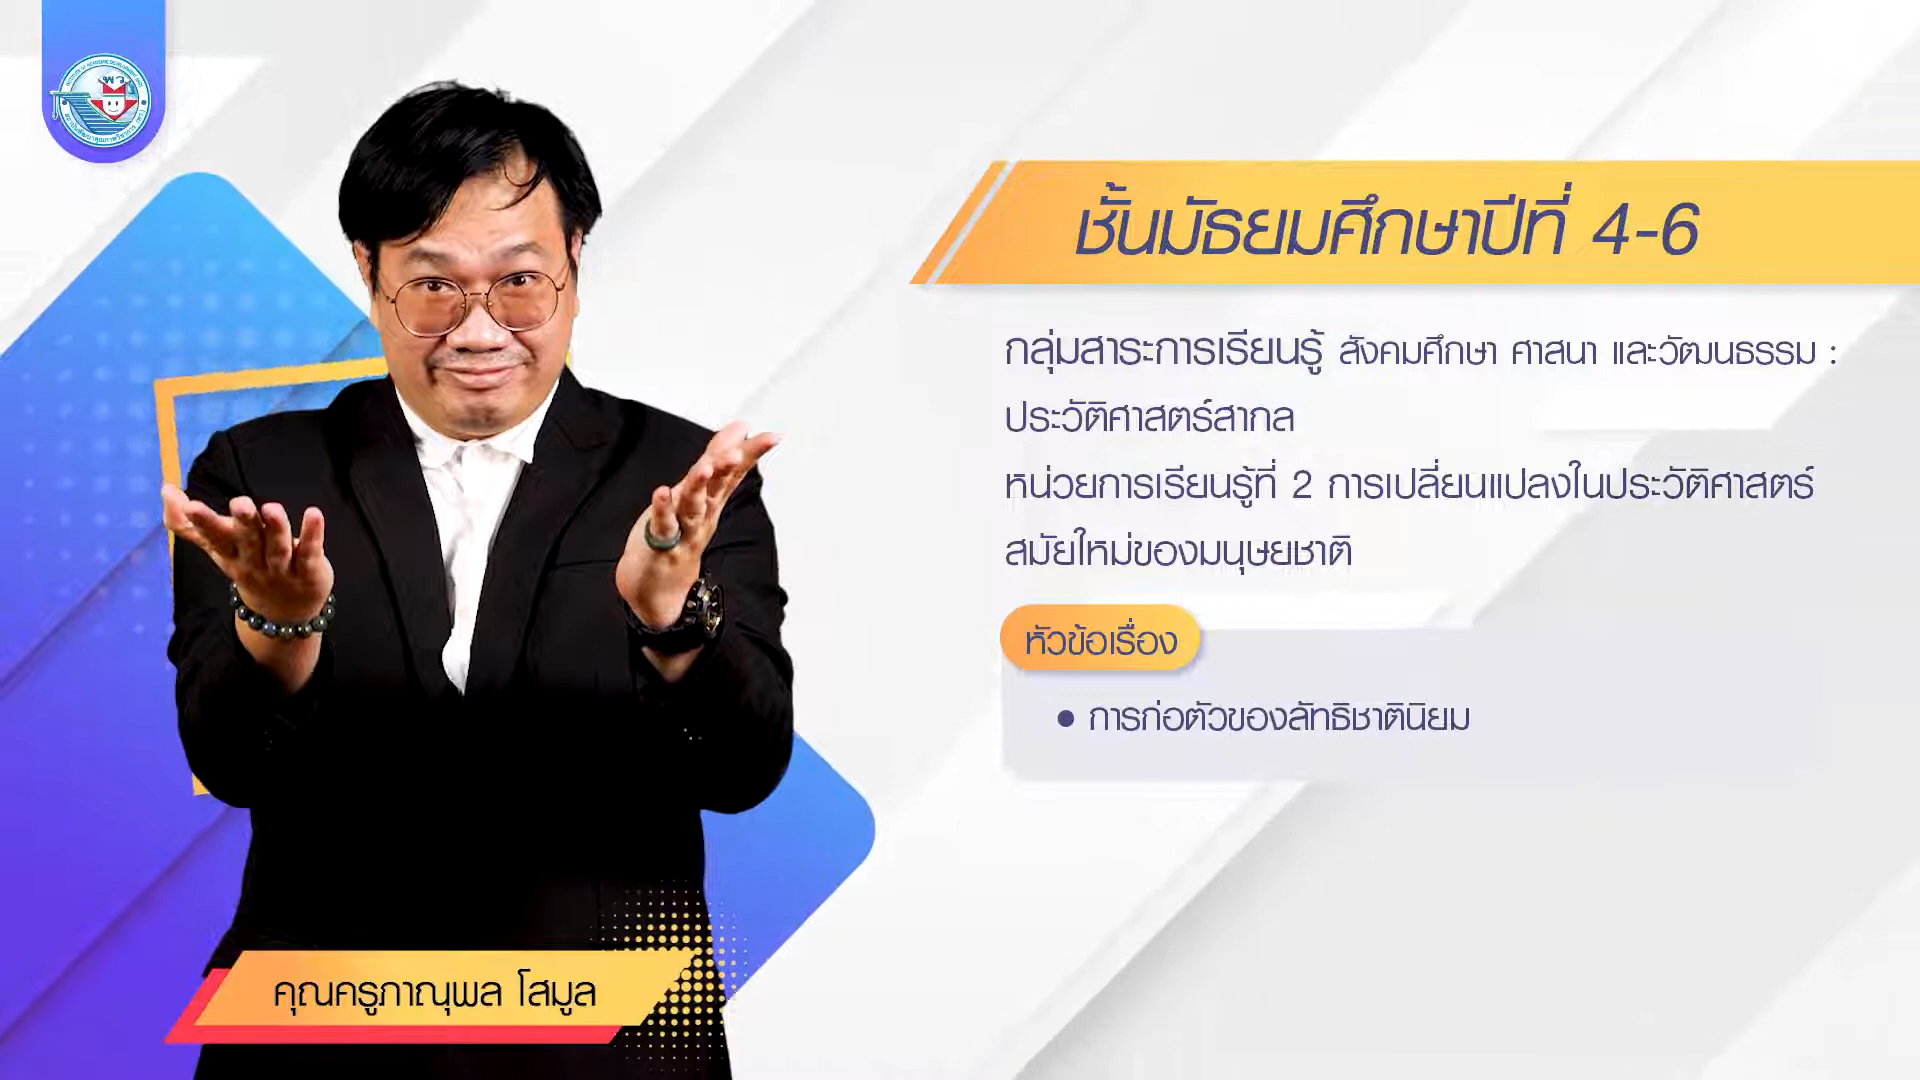 พว
ชั้นมัธยมศึกษาปีที่ 4-6
กลุ่มสาระการเรียนรู้ สังคมศึกษา ศาสนา และวัฒนธรรม :
ประวัติศาสตร์สากล
หน่วยการเรียนรู้ที่ 2 การเปลี่ยนแปลงในประวัติศาสตร์
สมัยใหม่ของมนุษยชาติ
หัวข้อเรื่อง
• การก่อตัวของลัทธิชาตินิยม
คุณครูภาณุพล โสมูล